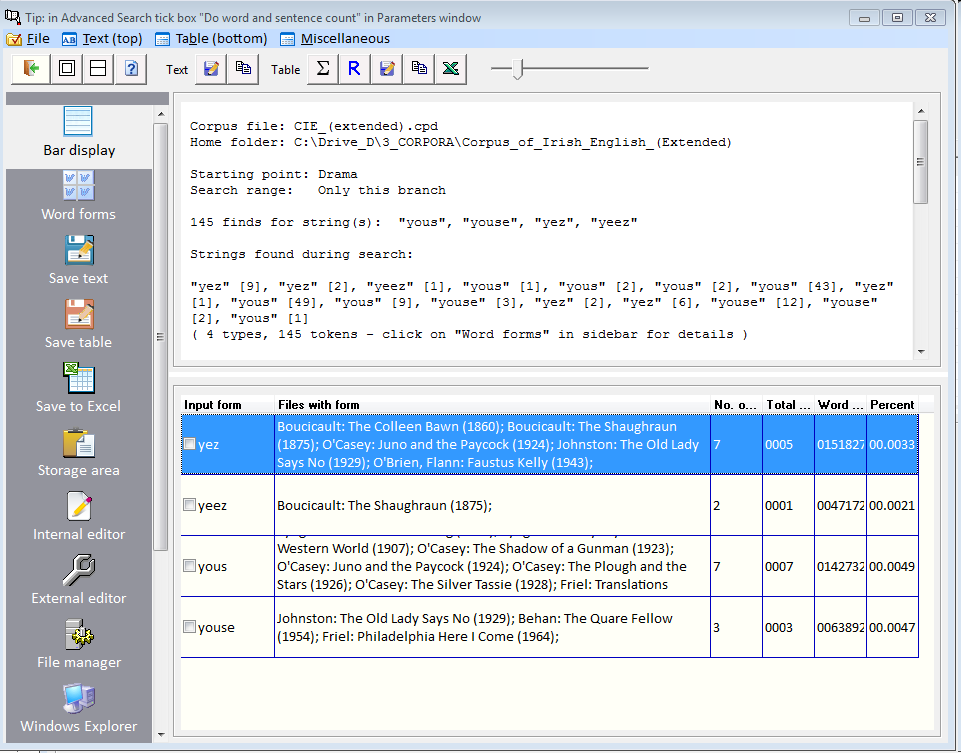 Tip: in Advanced Search tick box "Do word and sentence count" in Parameters window
File Text (top) Table (bottom) Miscellaneous
Text Table Σ R
Bar display
Word forms
Save text
Save table
Save to Excel
Storage area
Internal editor
External editor
File manager
Windows Explorer
Corpus file: CIE_(extended).cpd
Home folder: C:\Drive_D\3_CORPORA\Corpus_of_Irish_English_(Extended)
Starting point: Drama
Search range: Only this branch
145 finds for string(s): "yous", "youse", "yez", "yeez"
Strings found during search:
"yez" [9], "yez" [2], "yeez" [1], "yous" [1], "yous" [2], "yous" [2], "yous" [43], "yez"
[1], "yous" [49], "yous" [9], "youse" [3], "yez" [2], "yez" [6], "youse" [12], "youse"
[2], "yous" [1]
( 4 types, 145 tokens - click on "Word forms" in sidebar for details )
Input form Files with form No. o... Total ... Word ... Percent
Boucicault: The Colleen Bawn (1860); Boucicault: The Shaughraun
yez (1875); O'Casey: Juno and the Paycock (1924); Johnston: The Old Lady 7 0005 0151827 00.0033
Says No (1929); O'Brien, Flann: Faustus Kelly (1943);
yeez Boucicault: The Shaughraun (1875); 2 0001 0047172 00.0021
Western World (1907); O'Casey: The Shadow of a Gunman (1923);
yous O'Casey: Juno and the Paycock (1924); O'Casey: The Plough and the 7 0007 0142732 00.0049
Stars (1926); O'Casey: The Silver Tassie (1928); Friel: Translations
Johnston: The Old Lady Says No (1929); Behan: The Quare Fellow
youse (1954); Friel: Philadelphia Here I Come (1964); 3 0003 0063892 00.0047